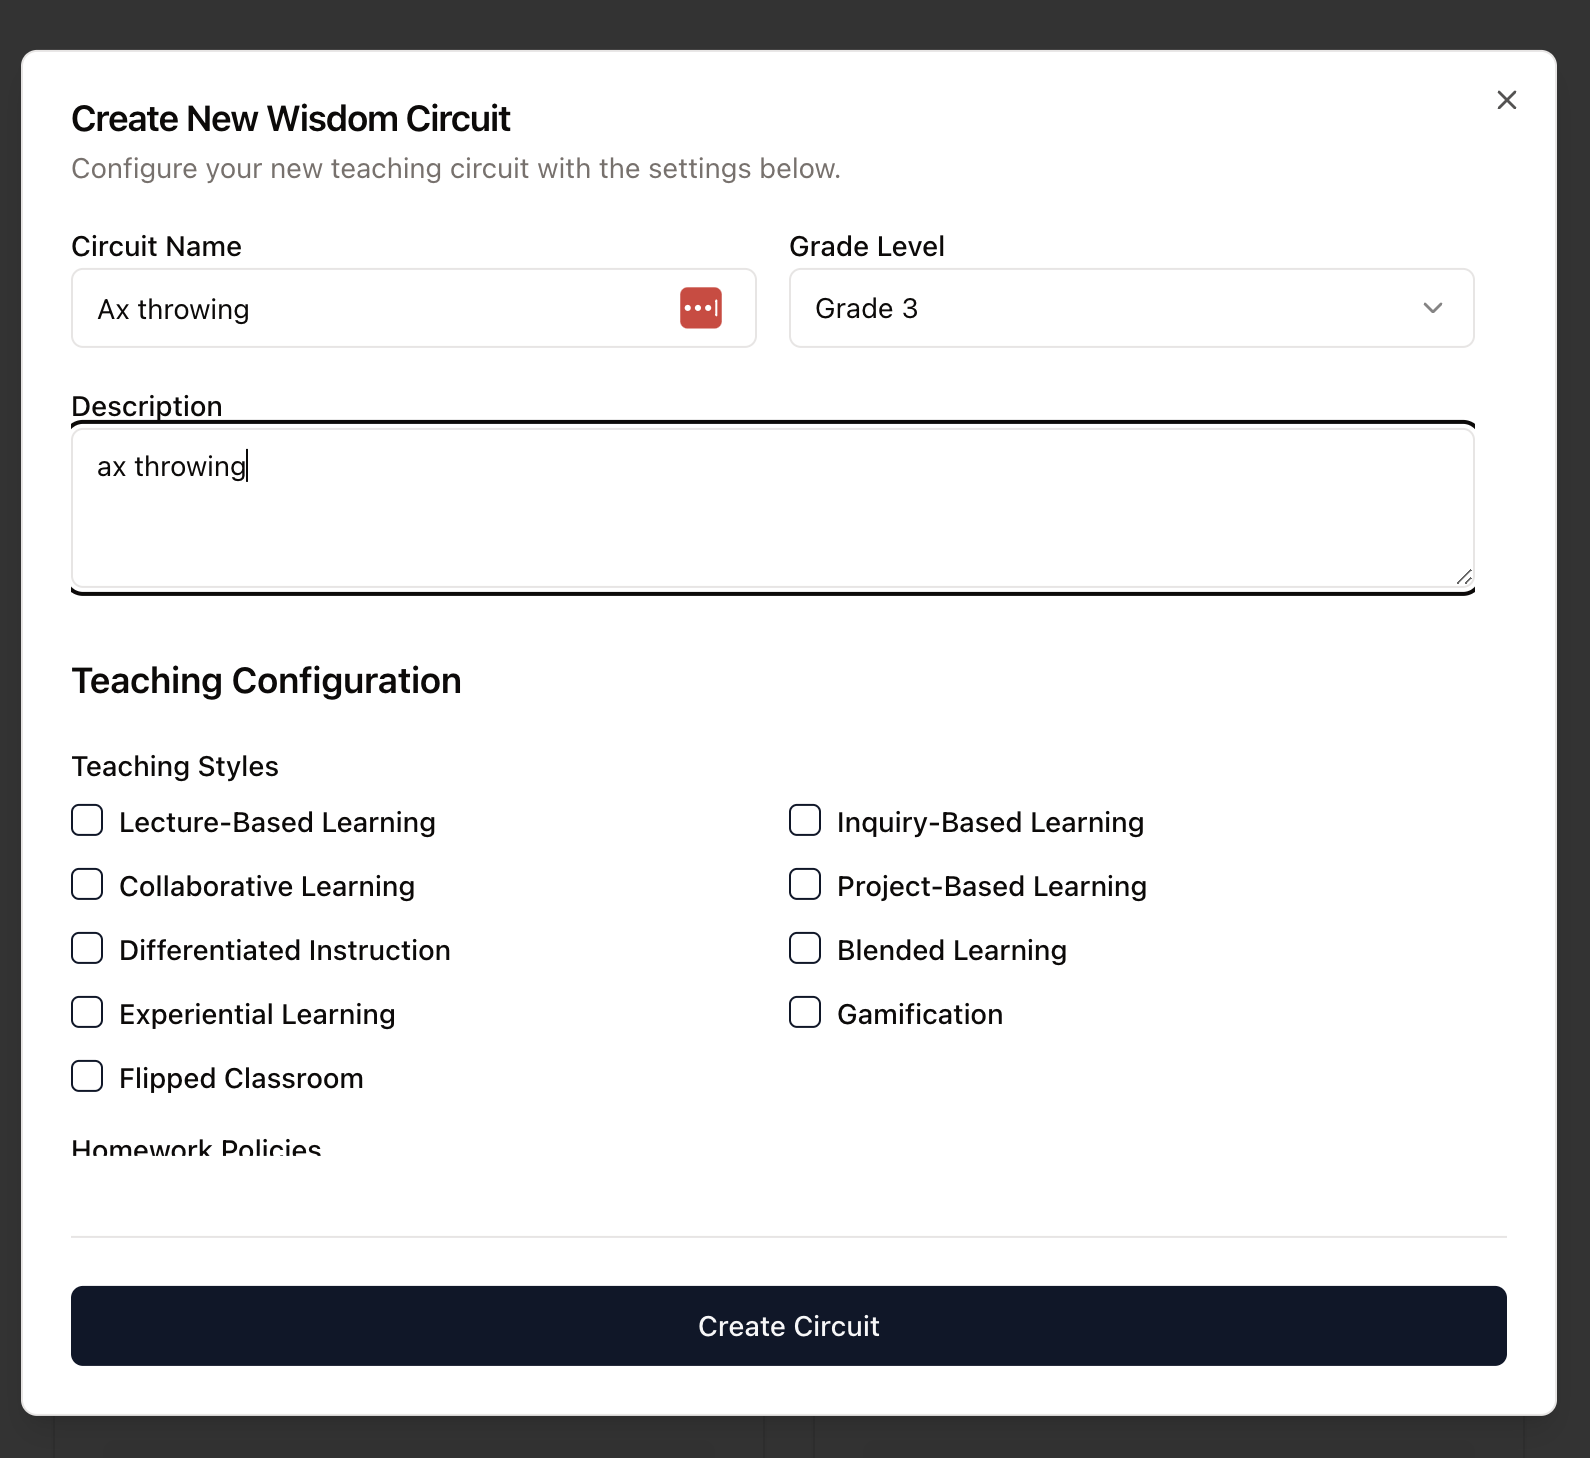 Create New Wisdom Circuit
Configure your new teaching circuit with the settings below.
Circuit Name
Grade Level
Ax throwing
Grade 3
Description
ax throwing
Teaching Configuration
Teaching Styles
Lecture-Based Learning
Inquiry-Based Learning
Collaborative Learning
Project-Based Learning
Differentiated Instruction
Blended Learning
Experiential Learning
Gamification
Flipped Classroom
Homework Policies
Create Circuit